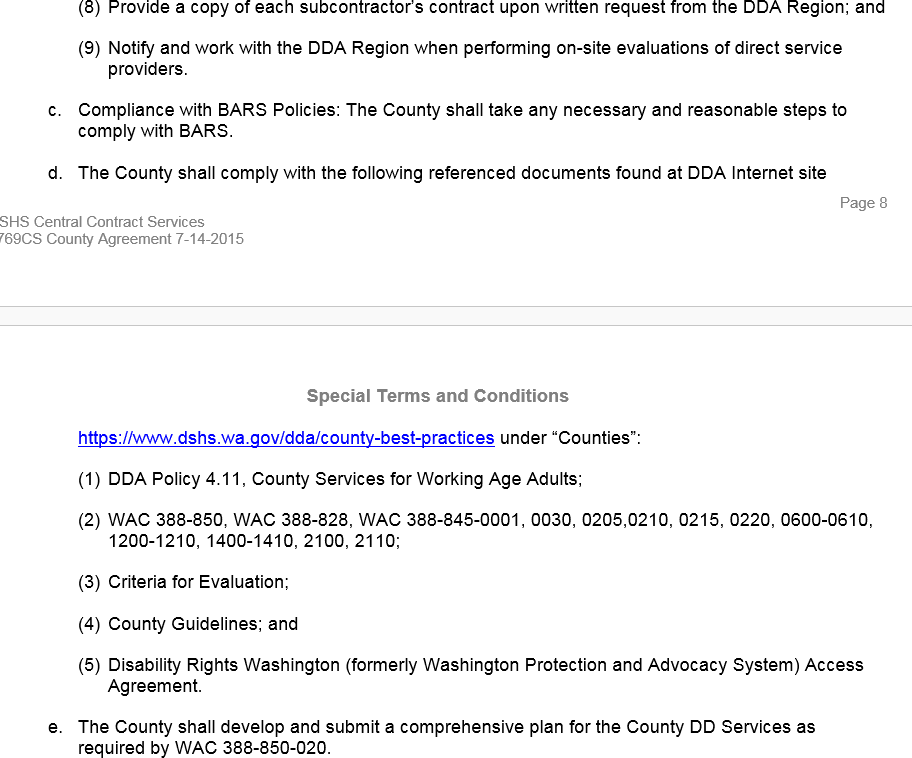 (8) Provide a copy of each subcontractor's contract upon written request from the DDA Region; and
(9) Notify and work with the DDA Region when performing on-site evaluations of direct service
providers.
c. Compliance with BARS Policies: The County shall take any necessary and reasonable steps to
comply with BARS.
d. The County shall comply with the following referenced documents found at DDA Internet site
Page 8
SHS Central Contract Services
769CS County Agreement 7-14-2015
Special Terms and Conditions
https://www.dshs.wa.gov/dda/county-best-practices under “Counties”:
(1) DDA Policy 4.11, County Services for Working Age Adults;
(2) WAC 388-850, WAC 388-828, WAC 388-845-0001, 0030, 0205,0210, 0215, 0220, 0600-0610,
1200-1210, 1400-1410, 2100, 2110;
(3) Criteria for Evaluation;
(4) County Guidelines; and
(5) Disability Rights Washington (formerly Washington Protection and Advocacy System) Access
Agreement.
e. The County shall develop and submit a comprehensive plan for the County DD Services as
required by WAC 388-850-020.